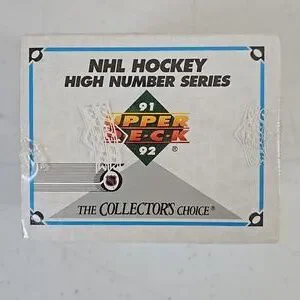 NHL HOCKEY
HIGH NUMBER SERIES
91
UPPER
DECK
92
®
THE COLLECTOR'S CHOICE®